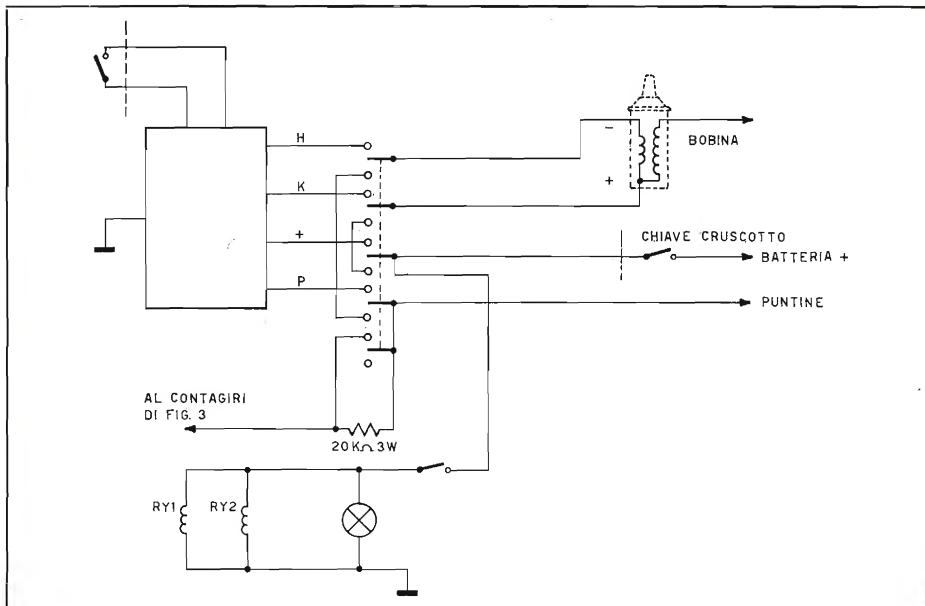 H
K
+
P
-
+
BOBINA
CHIAVE CRUSCOTTO
BATTERIA +
PUNTINE
AL CONTAGIRI
DI FIG. 3
20KΩ 3W
RY1
RY2